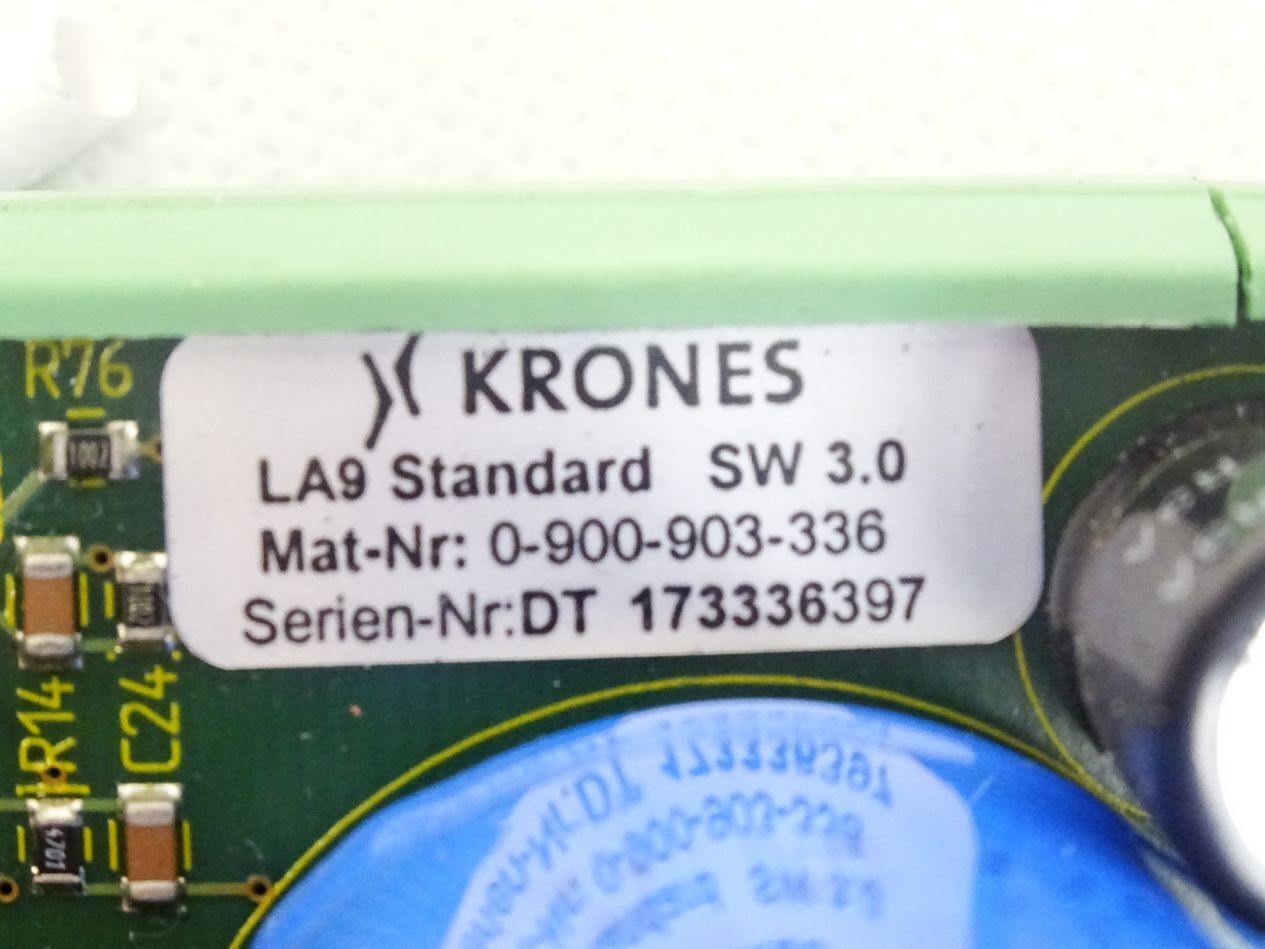 KRONES
LA9 Standard SW 3.0
Mat-Nr: 0-900-903-336
Serien-Nr:DT 173336397
R76
1002
R14
C24
4701